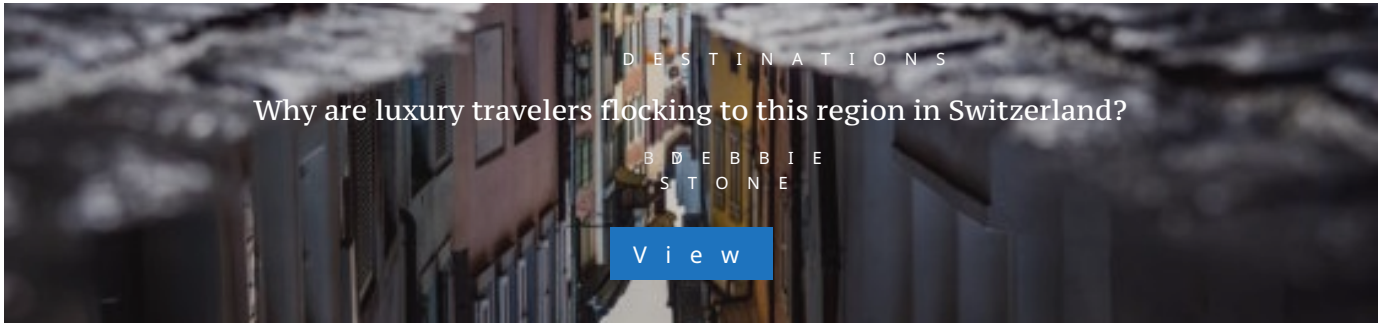 DESTINATIONS
Why are luxury travelers flocking to this region in Switzerland?
BY DEBBIE
STONE
View